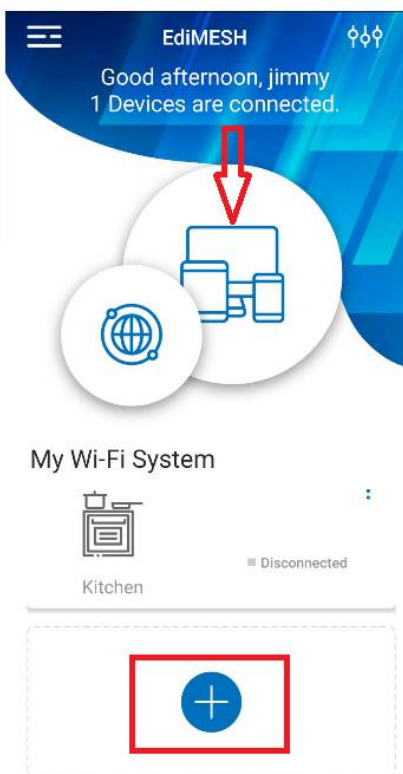 EdiMESH
Good afternoon, jimmy
1 Devices are connected.
My Wi-Fi System
Disconnected
Kitchen